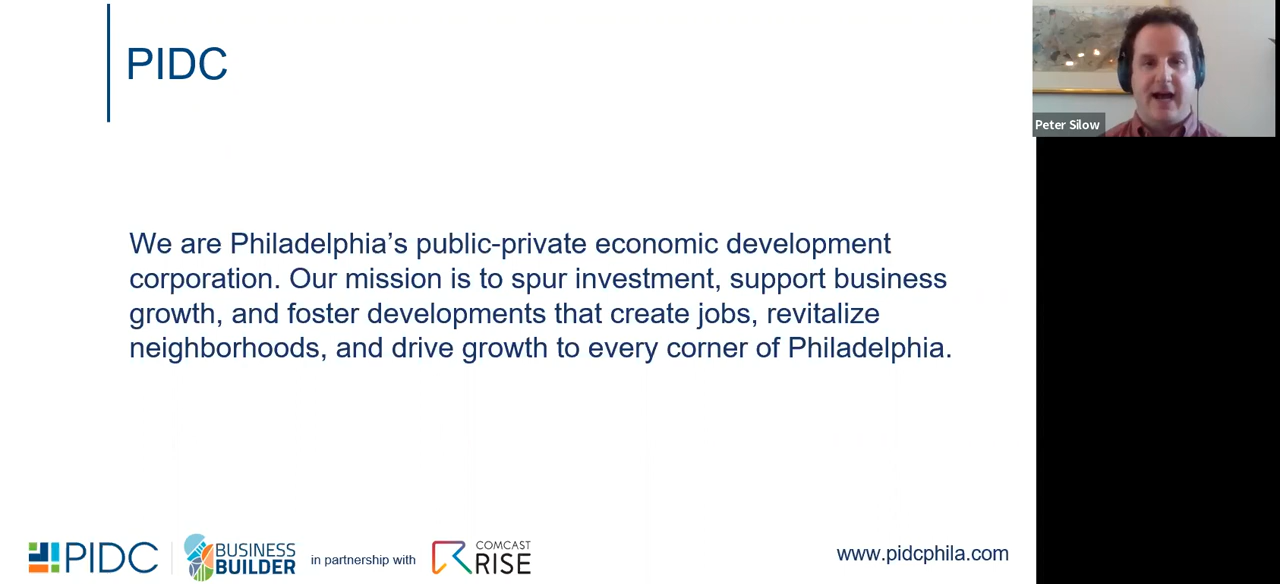 PIDC
We are Philadelphia’s public-private economic development
corporation. Our mission is to spur investment, support business
growth, and foster developments that create jobs, revitalize
neighborhoods, and drive growth to every corner of Philadelphia.
Peter Silow
PIDC
BUSINESS
BUILDER
in partnership with
COMCAST
RISE
www.pidcphila.com